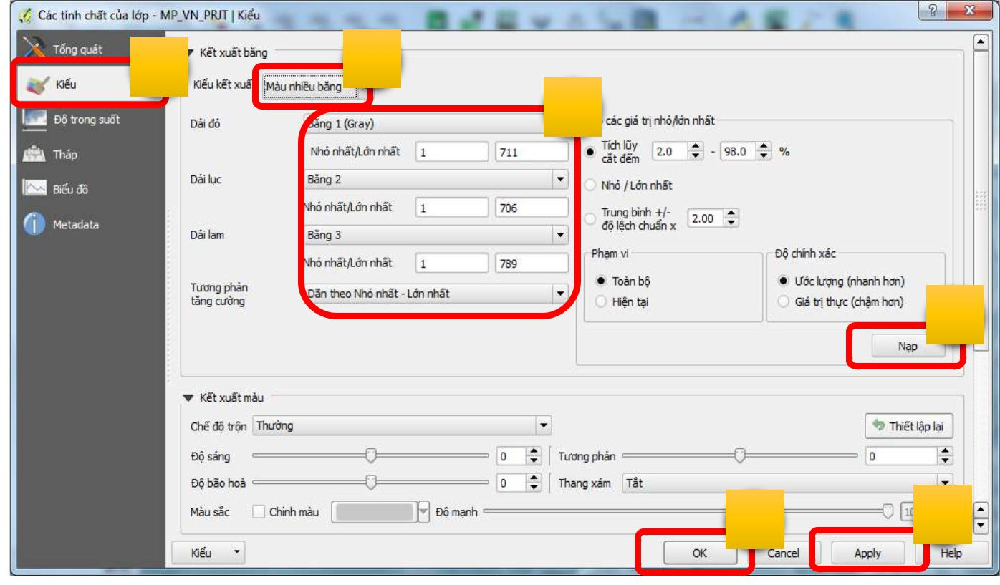 Các tính chất của lớp - MP_VN_PRJT | Kiểu
Tổng quát
Kiểu
Độ trong suốt
Tháp
Biểu đồ
Metadata
Kết xuất băng
Kiểu kết xuấ
Màu nhiều băng
Dải đỏ
Băng 1 (Gray)
Nhỏ nhất/Lớn nhất 1 711
Dải lục
Băng 2
Nhỏ nhất/Lớn nhất 1 706
Dải lam
Băng 3
Nhỏ nhất/Lớn nhất 1 789
Tương phản
tăng cường
Dãn theo Nhỏ nhất - Lớn nhất
các giá trị nhỏ/lớn nhất
Tích lũy
cắt đếm
2.0 - 98.0 %
Nhỏ / Lớn nhất
Trung bình +/-
độ lệch chuẩn x
2.00
Phạm vi
Toàn bộ
Hiện tại
Độ chính xác
Ước lượng (nhanh hơn)
Giá trị thực (chậm hơn)
Nạp
Kết xuất màu
Chế độ trộn Thường
Thiết lập lại
Độ sáng 0 Tương phản 0
Độ bão hoà 0 Thang xám Tắt
Màu sắc Chỉnh màu Độ mạnh
Kiểu
OK
Cancel
Apply
Help